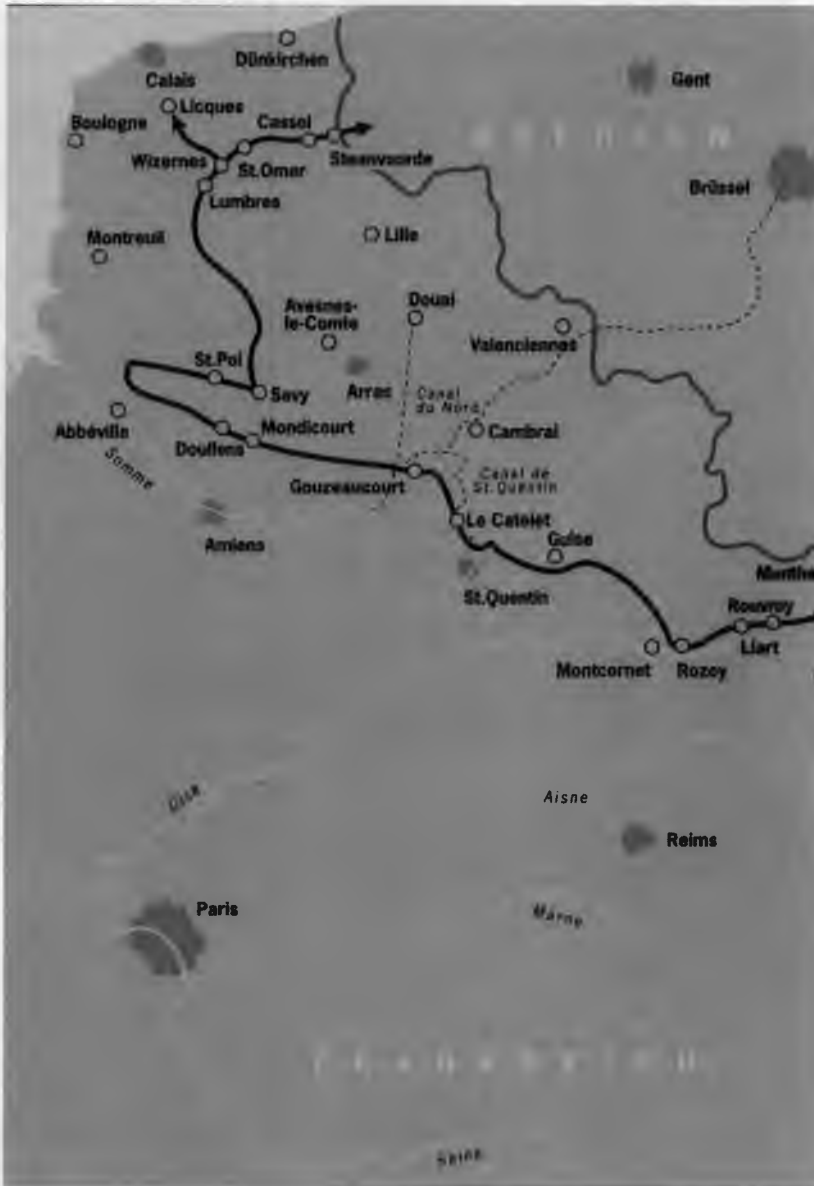 Dünkirchen
Calais
Gent
Licques
Boulogne
Cassel
BELGIEN
Wizernes
St.Omer
Steenvoorde
Brüssel
Lumbres
Lille
Montreuil
Avesnes-
le-Comte
Douai
Valenciennes
St.Pol
Arras
Savy
Canal
du Nord
Abbéville
Mondicourt
Cambrai
Doullens
Somme
Gouzeaucourt
Canal de
St.Quentin
Le Catelet
Amiens
Guise
St.Quentin
Rouvroy
Liart
Montcornet
Rozoy
Oise
Aisne
Reims
Paris
Marne
FRANKREICH
Seine